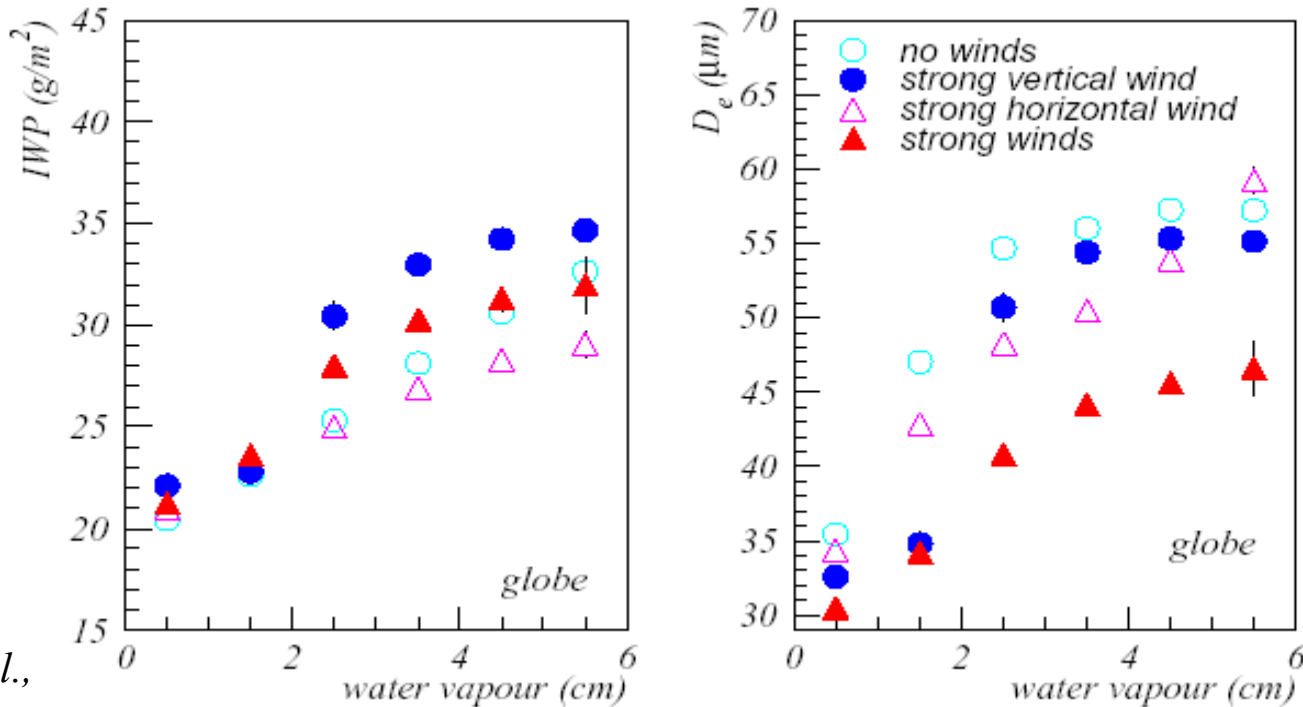 IWP (g/m²)
45
40
35
30
25
20
15
0
2
4
6
globe
water vapour (cm)
l.,
D_e (μm)
70
65
60
55
50
45
40
35
30
0
2
4
6
no winds
strong vertical wind
strong horizontal wind
strong winds
globe
water vapour (cm)